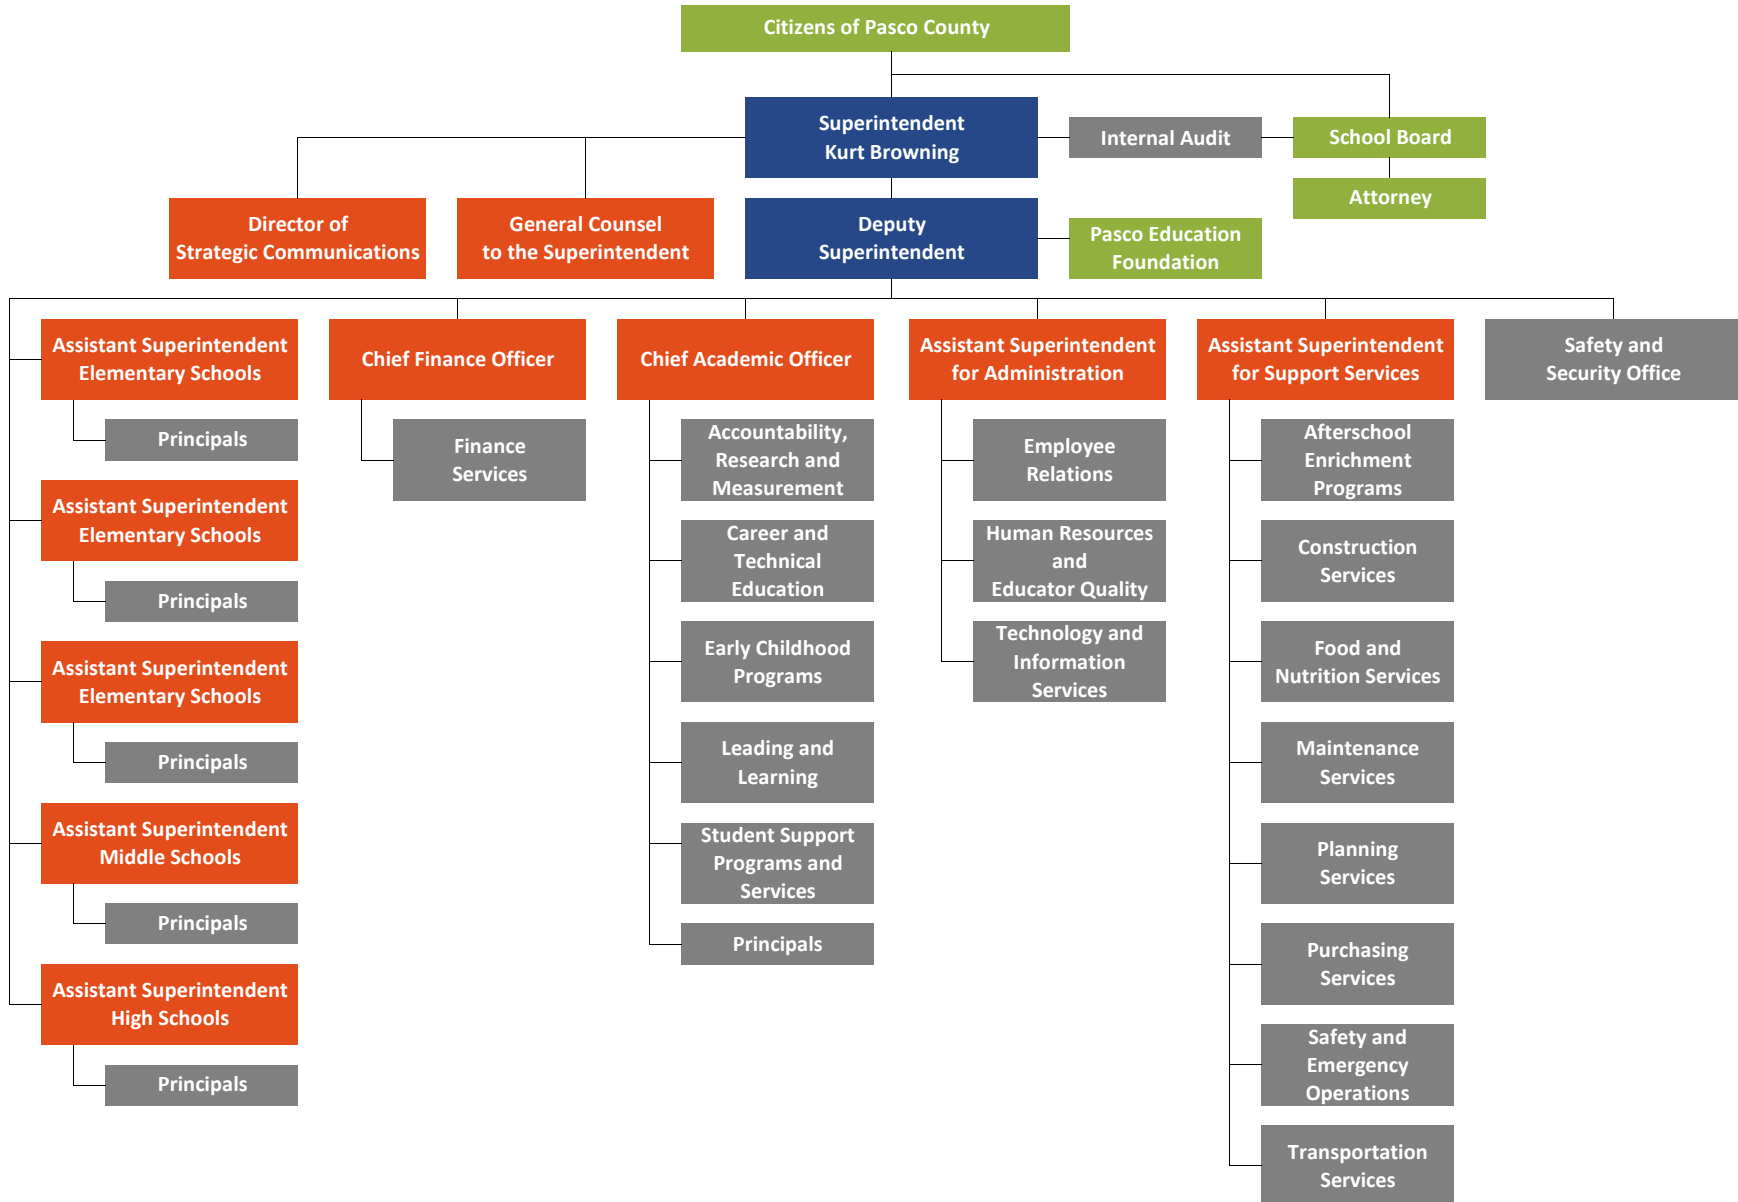 Citizens of Pasco County
Superintendent
Kurt Browning
Internal Audit
School Board
Attorney
Director of
Strategic Communications
General Counsel
to the Superintendent
Deputy
Superintendent
Pasco Education
Foundation
Assistant Superintendent
Elementary Schools
Principals
Assistant Superintendent
Elementary Schools
Principals
Assistant Superintendent
Elementary Schools
Principals
Assistant Superintendent
Middle Schools
Principals
Assistant Superintendent
High Schools
Principals
Chief Finance Officer
Finance
Services
Chief Academic Officer
Accountability,
Research and
Measurement
Career and
Technical
Education
Early Childhood
Programs
Leading and
Learning
Student Support
Programs and
Services
Principals
Assistant Superintendent
for Administration
Employee
Relations
Human Resources
and
Educator Quality
Technology and
Information
Services
Assistant Superintendent
for Support Services
Afterschool
Enrichment
Programs
Construction
Services
Food and
Nutrition Services
Maintenance
Services
Planning
Services
Purchasing
Services
Safety and
Emergency
Operations
Transportation
Services
Safety and
Security Office